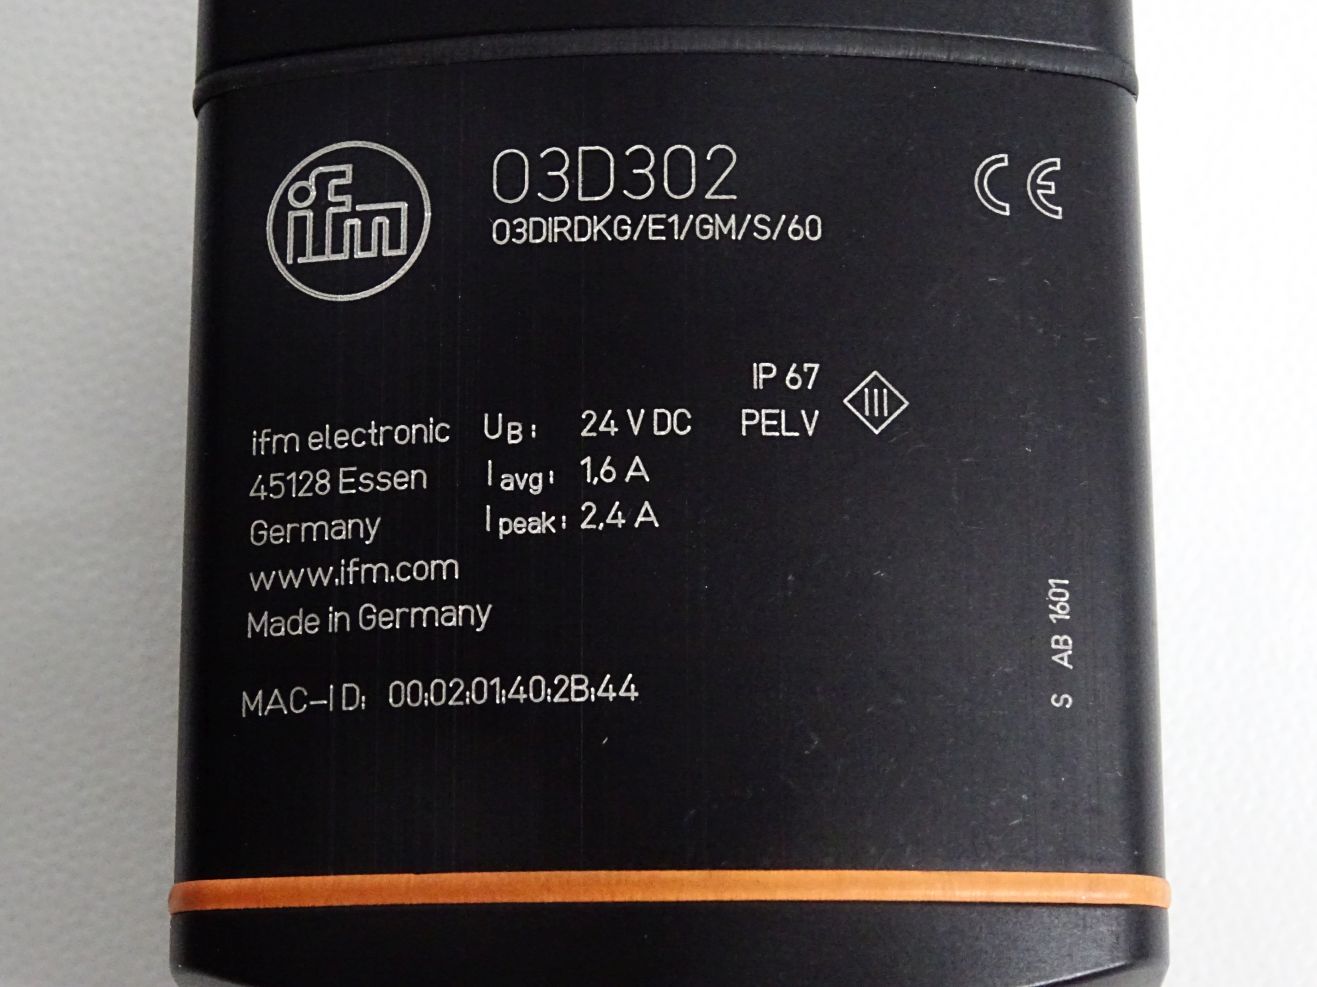 ifm
O3D302
O3DIRDKG/E1/GM/S/60
CE
IP 67
III
ifm electronic
45128 Essen
Germany
www.ifm.com
Made in Germany
UB: 24 V DC PELV
Iavg: 1,6 A
Ipeak: 2,4 A
MAC-ID: 00:02:01:40:2B:44
S AB 1601